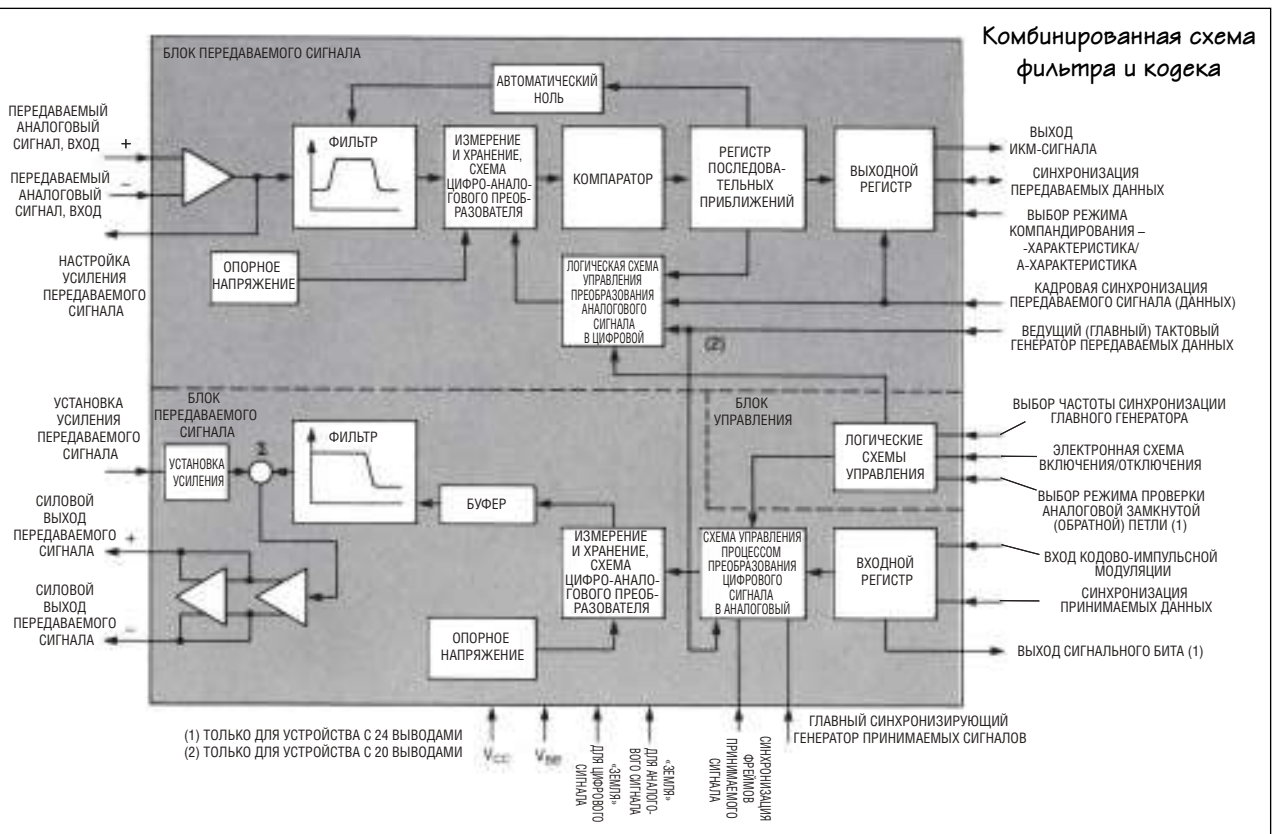 Комбинированная схема
фильтра и кодека
БЛОК ПЕРЕДАВАЕМОГО СИГНАЛА
АВТОМАТИЧЕСКИЙ
НОЛЬ
ПЕРЕДАВАЕМЫЙ
АНАЛОГОВЫЙ
СИГНАЛ, ВХОД
+
ПЕРЕДАВАЕМЫЙ
АНАЛОГОВЫЙ
СИГНАЛ, ВХОД
–
НАСТРОЙКА
УСИЛЕНИЯ
ПЕРЕДАВАЕМОГО
СИГНАЛА
ФИЛЬТР
ИЗМЕРЕНИЕ
И ХРАНЕНИЕ,
СХЕМА
ЦИФРО-АНАЛО-
ГОВОГО ПРЕОБ-
РАЗОВАТЕЛЯ
КОМПАРАТОР
РЕГИСТР
ПОСЛЕДОВА-
ТЕЛЬНЫХ
ПРИБЛИЖЕНИЙ
ВЫХОДНОЙ
РЕГИСТР
ВЫХОД
ИКМ-СИГНАЛА
СИНХРОНИЗАЦИЯ
ПЕРЕДАВАЕМЫХ ДАННЫХ
ВЫБОР РЕЖИМА
КОМПАНДИРОВАНИЯ –
-ХАРАКТЕРИСТИКА/
А-ХАРАКТЕРИСТИКА
ОПОРНОЕ
НАПРЯЖЕНИЕ
ЛОГИЧЕСКАЯ СХЕМА
УПРАВЛЕНИЯ
ПРЕОБРАЗОВАНИЯ
АНАЛОГОВОГО
СИГНАЛА
В ЦИФРОВОЙ
КАДРОВАЯ СИНХРОНИЗАЦИЯ
ПЕРЕДАВАЕМОГО СИГНАЛА (ДАННЫХ)
ВЕДУЩИЙ (ГЛАВНЫЙ) ТАКТОВЫЙ
ГЕНЕРАТОР ПЕРЕДАВАЕМЫХ ДАННЫХ
(2)
УСТАНОВКА
УСИЛЕНИЯ
ПЕРЕДАВАЕМОГО
СИГНАЛА
БЛОК
ПЕРЕДАВАЕМОГО
СИГНАЛА
УСТАНОВКА
УСИЛЕНИЯ
Σ
ФИЛЬТР
БУФЕР
БЛОК
УПРАВЛЕНИЯ
ЛОГИЧЕСКИЕ
СХЕМЫ
УПРАВЛЕНИЯ
ВЫБОР ЧАСТОТЫ СИНХРОНИЗАЦИИ
ГЛАВНОГО ГЕНЕРАТОРА
ЭЛЕКТРОННАЯ СХЕМА
ВКЛЮЧЕНИЯ/ОТКЛЮЧЕНИЯ
ВЫБОР РЕЖИМА ПРОВЕРКИ
АНАЛОГОВОЙ ЗАМКНУТОЙ
(ОБРАТНОЙ) ПЕТЛИ (1)
СИЛОВОЙ
ВЫХОД
ПЕРЕДАВАЕМОГО
СИГНАЛА
+
СИЛОВОЙ
ВЫХОД
ПЕРЕДАВАЕМОГО
СИГНАЛА
–
ИЗМЕРЕНИЕ
И ХРАНЕНИЕ,
СХЕМА
ЦИФРО-АНАЛО-
ГОВОГО ПРЕОБ-
РАЗОВАТЕЛЯ
СХЕМА УПРАВЛЕНИЯ
ПРОЦЕССОМ
ПРЕОБРАЗОВАНИЯ
ЦИФРОВОГО
СИГНАЛА
В АНАЛОГОВЫЙ
ВХОДНОЙ
РЕГИСТР
ВХОД КОДОВО-ИМПУЛЬСНОЙ
МОДУЛЯЦИИ
СИНХРОНИЗАЦИЯ
ПРИНИМАЕМЫХ ДАННЫХ
ВЫХОД СИГНАЛЬНОГО БИТА (1)
ОПОРНОЕ
НАПРЯЖЕНИЕ
(1) ТОЛЬКО ДЛЯ УСТРОЙСТВА С 24 ВЫВОДАМИ
(2) ТОЛЬКО ДЛЯ УСТРОЙСТВА С 20 ВЫВОДАМИ
VCC
VBB
«ЗЕМЛЯ»
ДЛЯ ЦИФРОВОГО
СИГНАЛА
«ЗЕМЛЯ»
ДЛЯ АНАЛОГО-
ВОГО СИГНАЛА
СИНХРОНИЗАЦИЯ
ФРЕЙМОВ
ПРИНИМАЕМОГО
СИГНАЛА
ГЛАВНЫЙ СИНХРОНИЗИРУЮЩИЙ
ГЕНЕРАТОР ПРИНИМАЕМЫХ СИГНАЛОВ